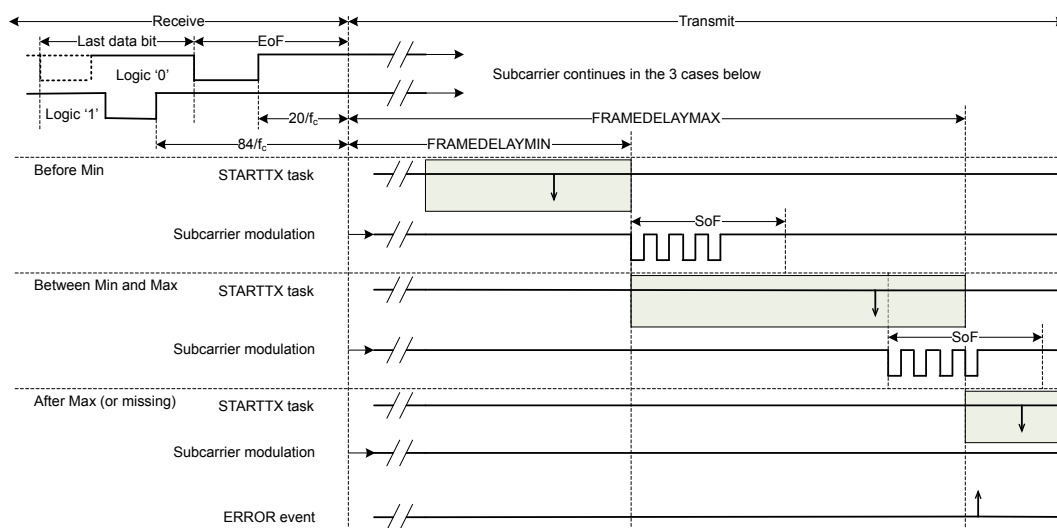 Receive
Transmit
Last data bit
EoF
Logic ‘0’
Subcarrier continues in the 3 cases below
Logic ‘1’
20/fc
FRAMEDELAYMAX
84/fc
FRAMEDELAYMIN
Before Min
STARTTX task
SoF
Subcarrier modulation
Between Min and Max
STARTTX task
SoF
Subcarrier modulation
After Max (or missing)
STARTTX task
Subcarrier modulation
ERROR event